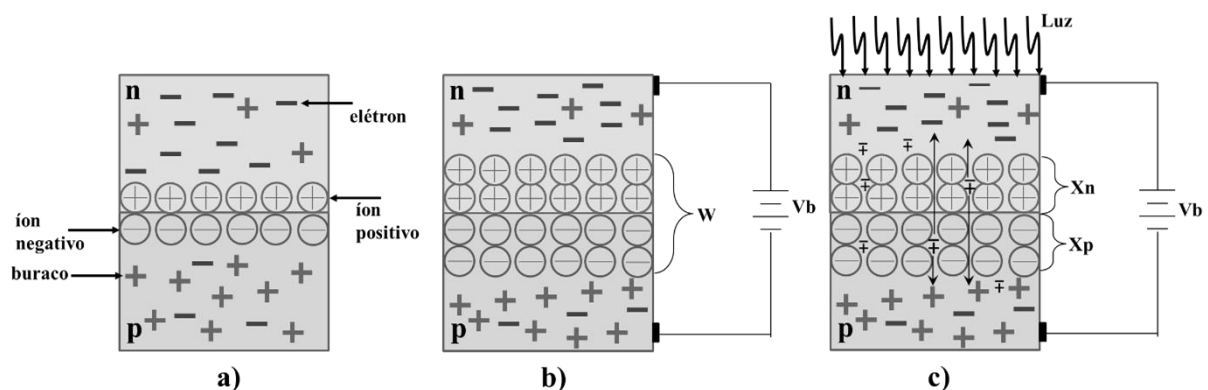 n
elétron
íon
negativo
íon
positivo
buraco
p
a)
n
W
Vb
p
b)
Luz
n
Xn
Xp
Vb
p
c)